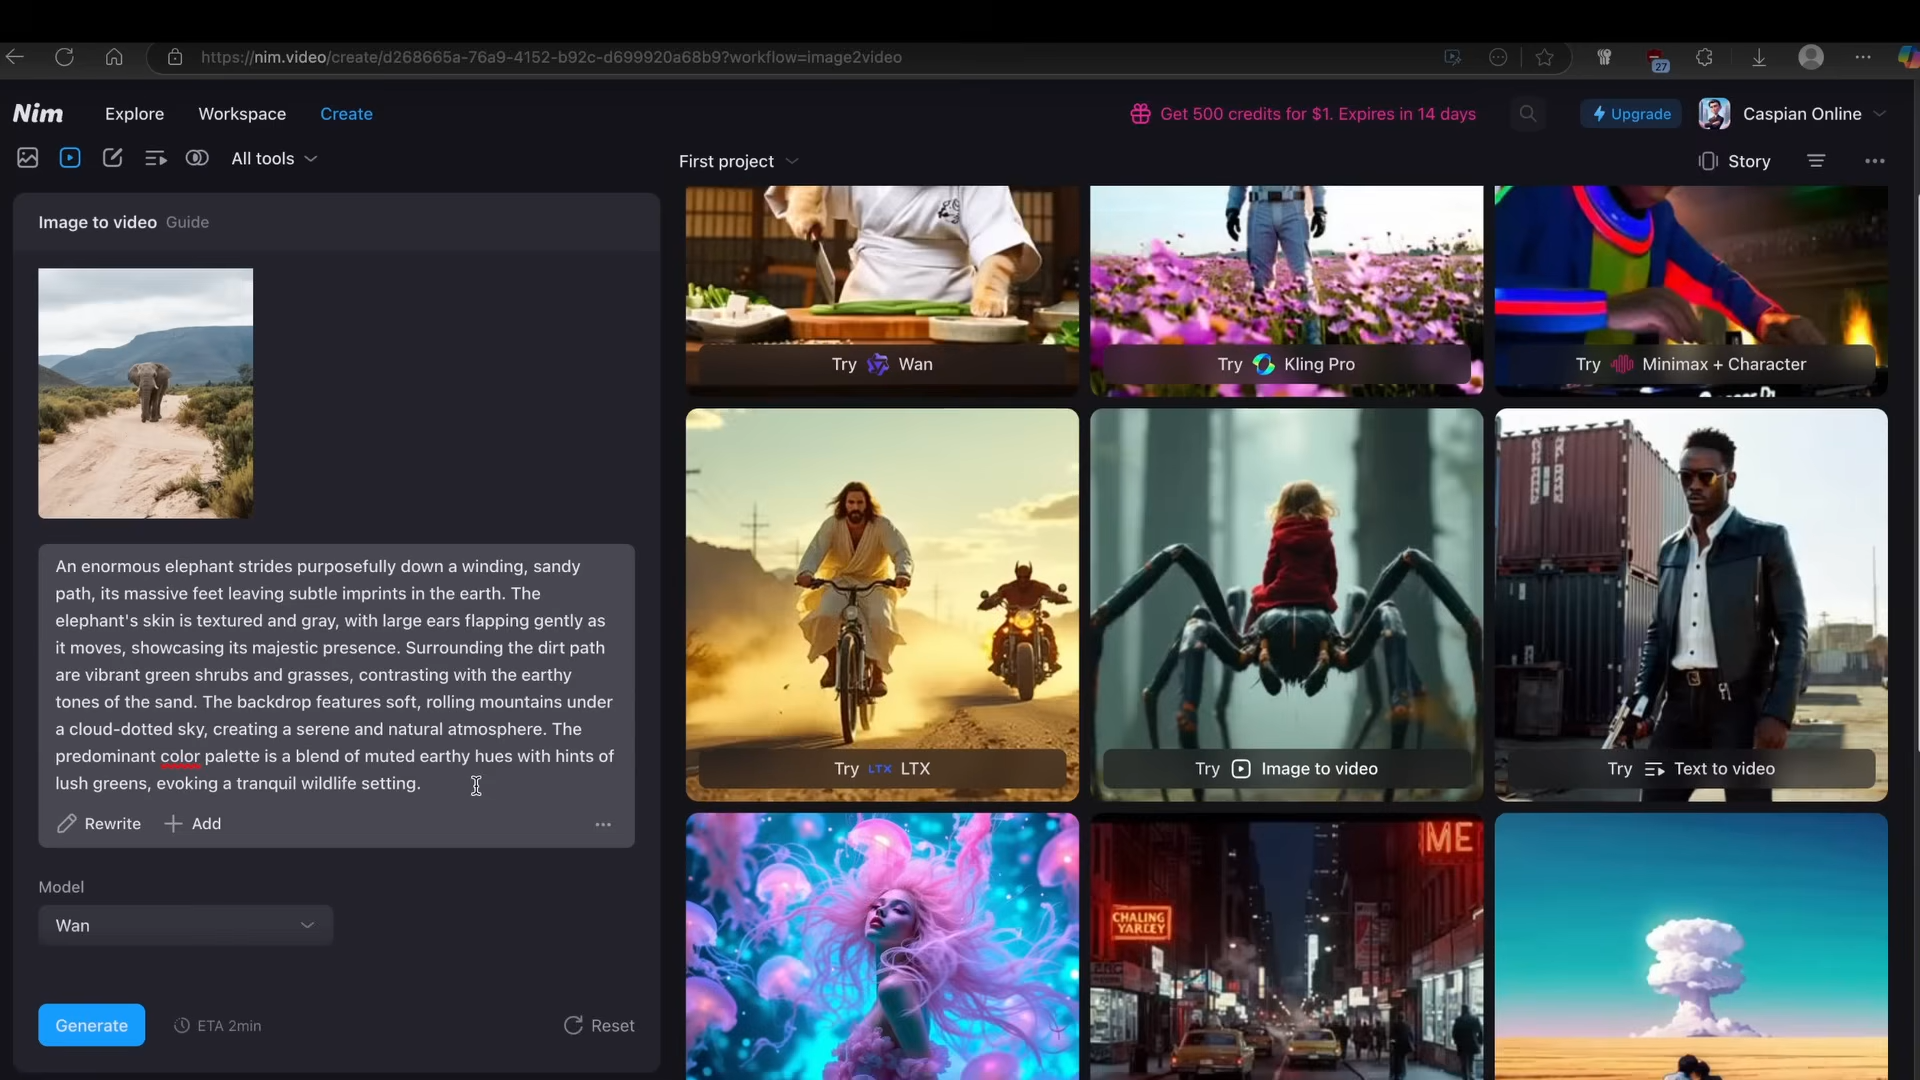 https://nim.video/create/d268665a-76a9-4152-b92c-d699920a68b9?workflow=image2video
27
Nim Explore Workspace Create
Get 500 credits for $1. Expires in 14 days
Upgrade
Caspian Online
All tools
First project
Story
Image to video Guide
An enormous elephant strides purposefully down a winding, sandy
path, its massive feet leaving subtle imprints in the earth. The
elephant's skin is textured and gray, with large ears flapping gently as
it moves, showcasing its majestic presence. Surrounding the dirt path
are vibrant green shrubs and grasses, contrasting with the earthy
tones of the sand. The backdrop features soft, rolling mountains under
a cloud-dotted sky, creating a serene and natural atmosphere. The
predominant color palette is a blend of muted earthy hues with hints of
lush greens, evoking a tranquil wildlife setting.
Rewrite
Add
Model
Wan
Generate
ETA 2min
Reset
Try Wan
Try Kling Pro
Try Minimax + Character
Try LTX LTX
Try Image to video
Try Text to video
ME
CHALING
YARCEY